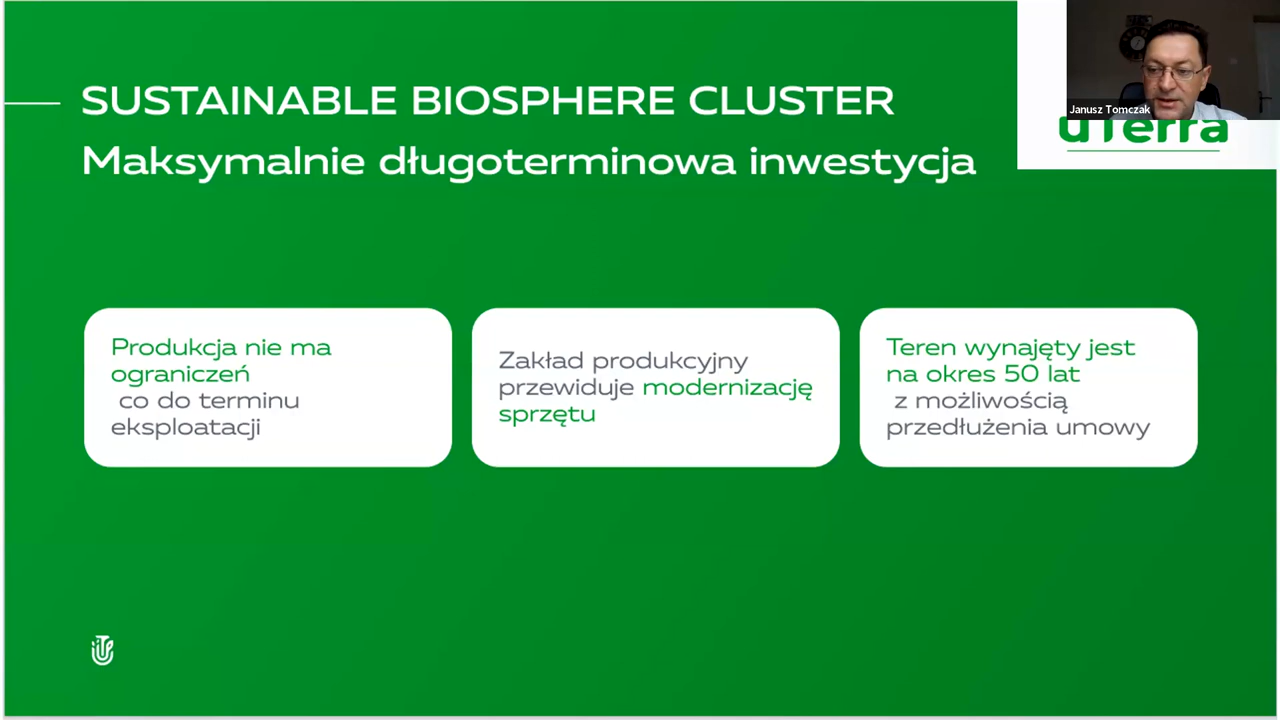 SUSTAINABLE BIOSPHERE CLUSTER
Maksymalnie długoterminowa inwestycja
Janusz Tomczak
uTerra
Produkcja nie ma
ograniczeń
co do terminu
eksploatacji
Zakład produkcyjny
przewiduje modernizację
sprzętu
Teren wynajęty jest
na okres 50 lat
z możliwością
przedłużenia umowy